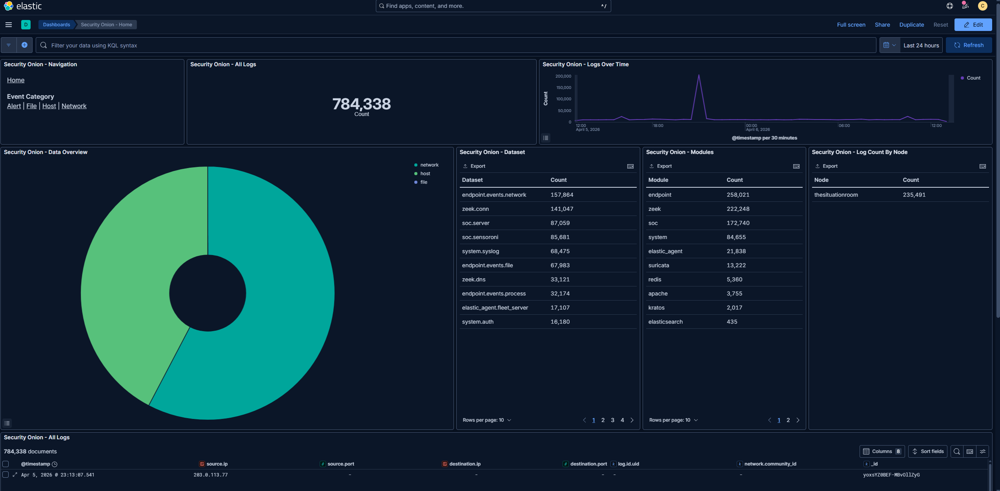 elastic
Find apps, content, and more.
^/
C
D
Dashboards
Security Onion - Home
Full screen
Share
Duplicate
Reset
Edit
Filter your data using KQL syntax
Last 24 hours
Refresh
Security Onion - Navigation
Home
Event Category
Alert | File | Host | Network
Security Onion - All Logs
784,338
Count
Security Onion - Logs Over Time
200,000
150,000
100,000
50,000
0
Count
12:00
April 5, 2026
18:00
00:00
April 6, 2026
06:00
12:00
@timestamp per 30 minutes
Count
Security Onion - Data Overview
network
host
file
Security Onion - Dataset
Export
Dataset Count
endpoint.events.network 157,864
zeek.conn 141,047
soc.server 87,059
soc.sensoroni 85,681
system.syslog 68,475
endpoint.events.file 67,983
zeek.dns 33,121
endpoint.events.process 32,174
elastic_agent.fleet_server 17,107
system.auth 16,180
Rows per page: 10
1 2 3 4
Security Onion - Modules
Export
Module Count
endpoint 258,021
zeek 222,248
soc 172,740
system 84,655
elastic_agent 21,838
suricata 13,222
redis 5,360
apache 3,755
kratos 2,017
elasticsearch 435
Rows per page: 10
1 2
Security Onion - Log Count By Node
Export
Node Count
thesituationroom 235,491
Security Onion - All Logs
784,338 documents
Columns 8
Sort fields
@timestamp source.ip # source.port destination.ip # destination.port k log.id.uid k network.community_id k _id
Apr 5, 2026 @ 23:13:07.541 203.0.113.77 - - - - - yoxsYZ0BEF-MBvOllZyG